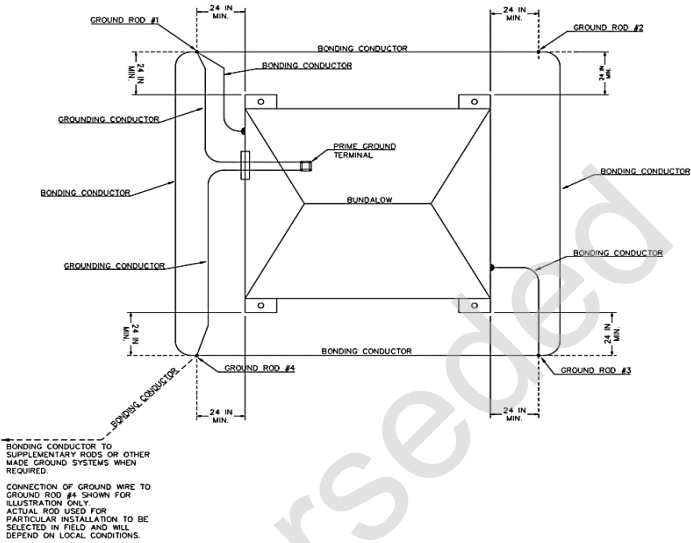 24 IN
MIN.
24 IN
MIN.
GROUND ROD #1
GROUND ROD #2
BONDING CONDUCTOR
BONDING CONDUCTOR
24 IN
MIN.
24 IN
MIN.
GROUNDING CONDUCTOR
PRIME GROUND
TERMINAL
BONDING CONDUCTOR
BONDING CONDUCTOR
BUNDALOW
BONDING CONDUCTOR
GROUNDING CONDUCTOR
24 IN
MIN.
24 IN
MIN.
BONDING CONDUCTOR
GROUND ROD #4
GROUND ROD #3
BONDING CONDUCTOR
24 IN
MIN.
24 IN
MIN.
BONDING CONDUCTOR TO
SUPPLEMENTARY RODS OR OTHER
MADE GROUND SYSTEMS WHEN
REQUIRED.
CONNECTION OF GROUND WIRE TO
GROUND ROD #4 SHOWN FOR
ILLUSTRATION ONLY.
ACTUAL ROD USED FOR
PARTICULAR INSTALLATION TO BE
SELECTED IN FIELD AND WILL
DEPEND ON LOCAL CONDITIONS.
erseded